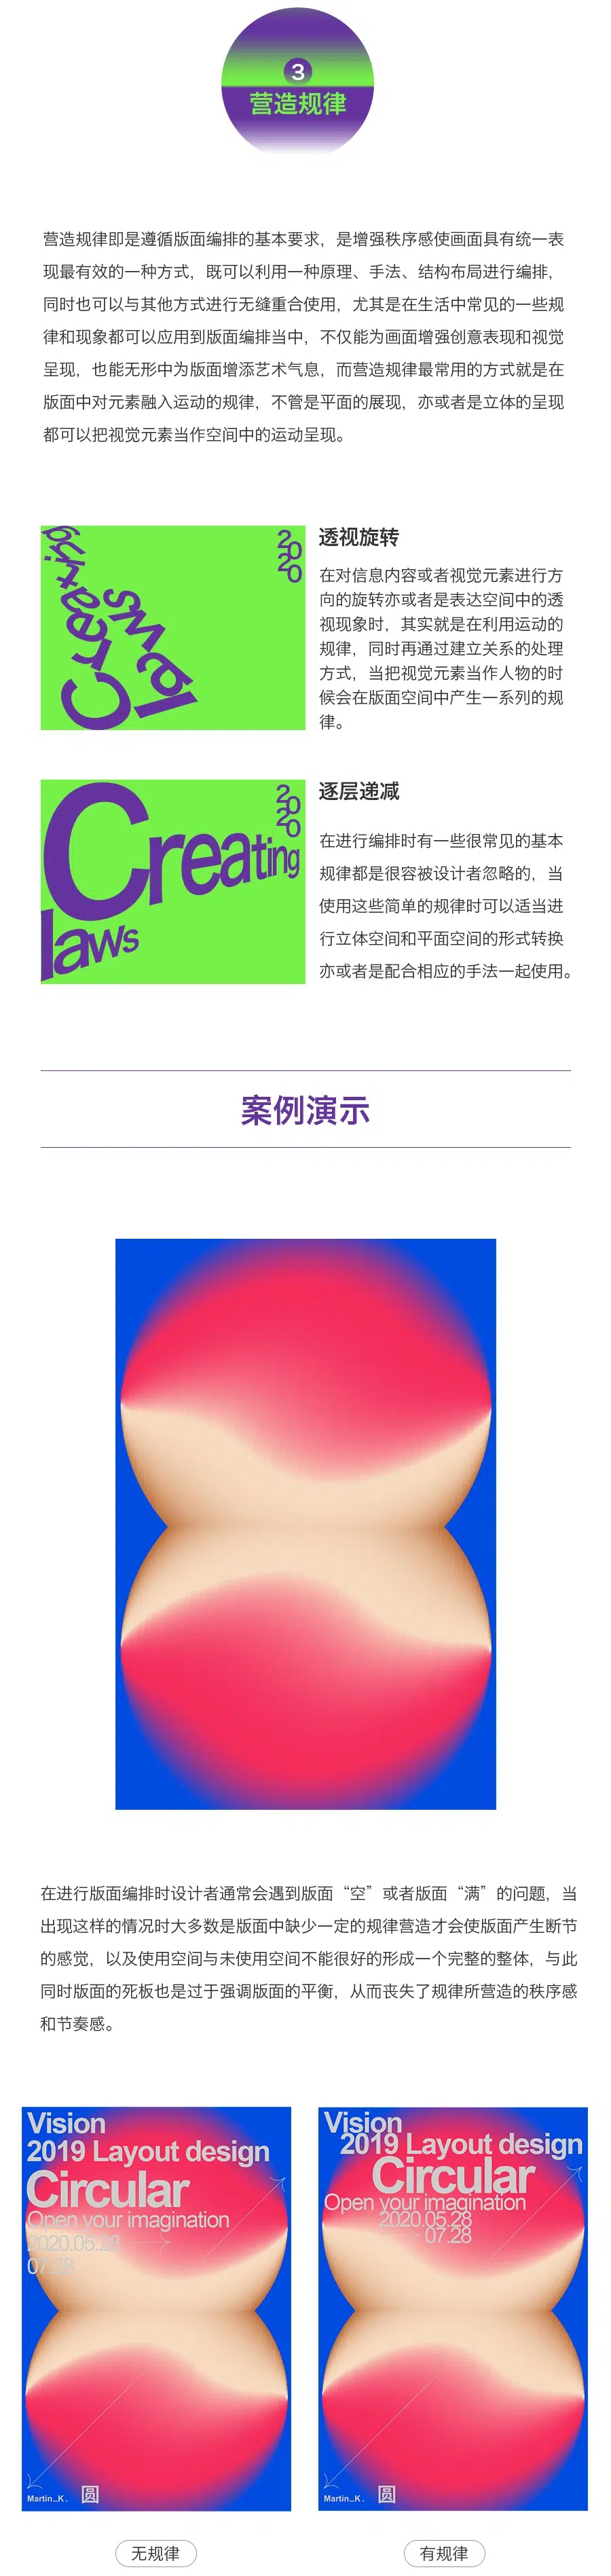 3
营造规律
营造规律即是遵循版面编排的基本要求，是增强秩序感使画面具有统一表
现最有效的一种方式，既可以利用一种原理、手法、结构布局进行编排，
同时也可以与其他方式进行无缝重合使用，尤其是在生活中常见的一些规
律和现象都可以应用到版面编排当中，不仅能为画面增强创意表现和视觉
呈现，也能无形中为版面增添艺术气息，而营造规律最常用的方式就是在
版面中对元素融入运动的规律，不管是平面的展现，亦或者是立体的呈现
都可以把视觉元素当作空间中的运动呈现。
Creating
laws
2020
透视旋转
在对信息内容或者视觉元素进行方
向的旋转亦或者是表达空间中的透
视现象时，其实就是在利用运动的
规律，同时再通过建立关系的处理
方式，当把视觉元素当作人物的时
候会在版面空间中产生一系列的规
律。
Creating
laws
2020
逐层递减
在进行编排时有一些很常见的基本
规律都是很容被设计者忽略的，当
使用这些简单的规律时可以适当进
行立体空间和平面空间的形式转换
亦或者是配合相应的手法一起使用。
案例演示
在进行版面编排时设计者通常会遇到版面“空”或者版面“满”的问题，当
出现这样的情况时大多数是版面中缺少一定的规律营造才会使版面产生断节
的感觉，以及使用空间与未使用空间不能很好的形成一个完整的整体，与此
同时版面的死板也是过于强调版面的平衡，从而丧失了规律所营造的秩序感
和节奏感。
Vision
2019 Layout design
Circular
Open your imagination
2020.05.28
07.28
Martin_K.
圆
无规律
Vision
2019 Layout design
Circular
Open your imagination
2020.05.28
07.28
Martin_K.
圆
有规律